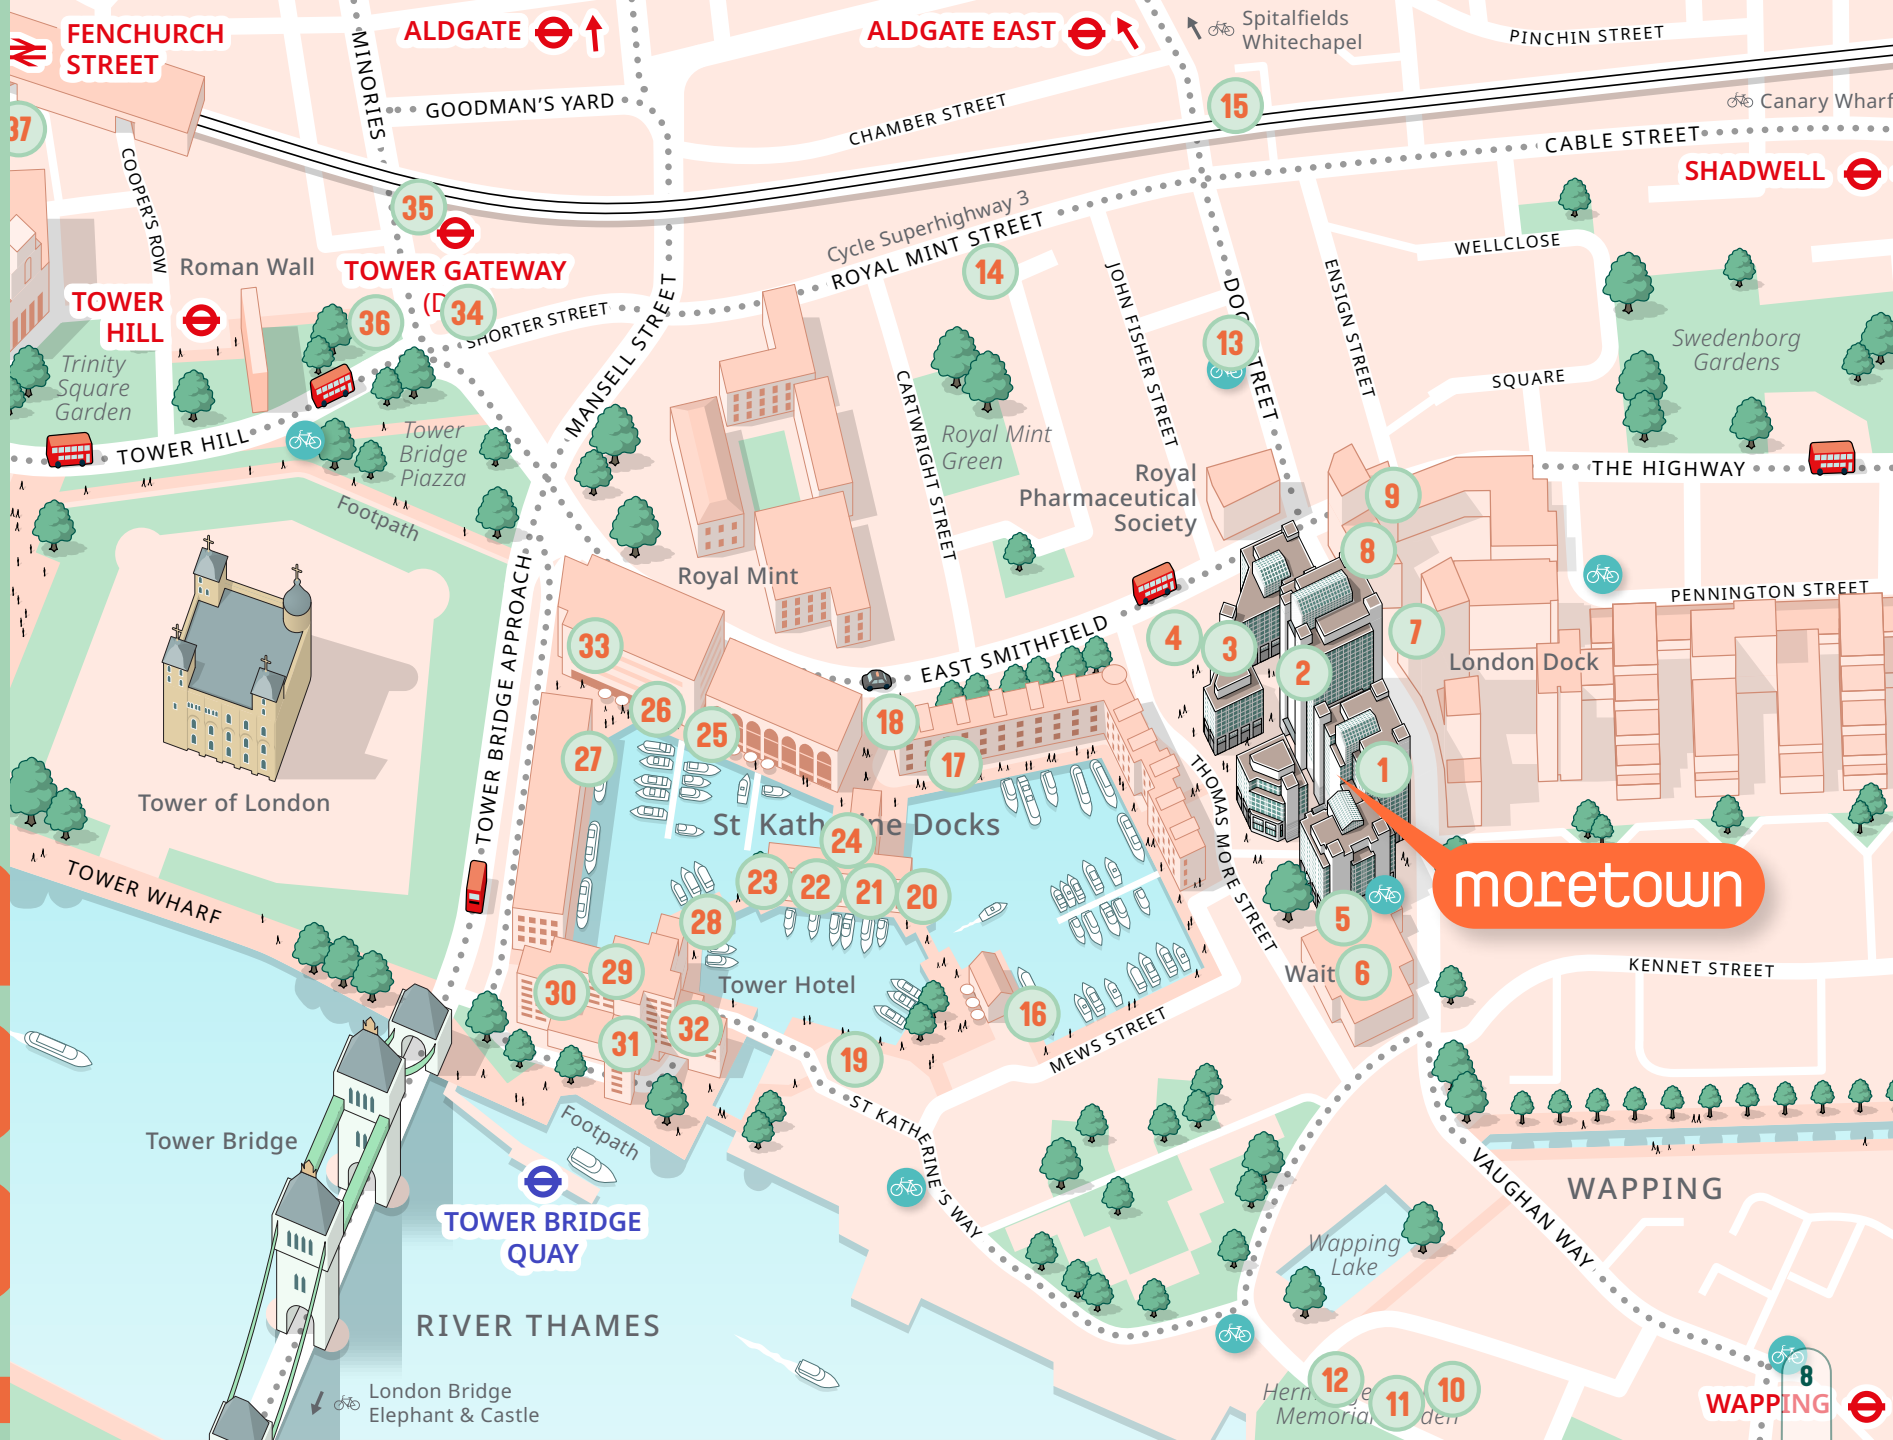 FENCHURCH
STREET
ALDGATE
ALDGATE EAST
Spitalfields
Whitechapel
PINCHIN STREET
MINORIES
GOODMAN'S YARD
CHAMBER STREET
15
Canary Wharf
37
CABLE STREET
SHADWELL
COOPER'S ROW
35
Cycle Superhighway 3
ROYAL MINT STREET
Roman Wall
TOWER GATEWAY
14
WELLCLOSE
TOWER
HILL
36
34
SHORTER STREET
MANSELL STREET
JOHN FISHER STREET
13
ENSIGN STREET
Swedenborg
Gardens
Trinity
Square
Garden
SQUARE
CARTWRIGHT STREET
TOWER HILL
Tower
Bridge
Piazza
Royal Mint
Green
Royal
Pharmaceutical
Society
THE HIGHWAY
Footpath
9
8
Royal Mint
PENNINGTON STREET
TOWER BRIDGE APPROACH
33
EAST SMITHFIELD
4
3
2
7
London Dock
26
25
18
27
17
1
Tower of London
St Katherine Docks
24
THOMAS MORE STREET
23
22
21
20
moretown
TOWER WHARF
28
5
29
30
Tower Hotel
Wait
6
KENNET STREET
31
32
16
19
MEWS STREET
ST KATHERINE'S WAY
Tower Bridge
Footpath
VAUGHAN WAY
WAPPING
TOWER BRIDGE
QUAY
Wapping
Lake
RIVER THAMES
London Bridge
Elephant & Castle
12
11
10
Memorial
8
WAPPING